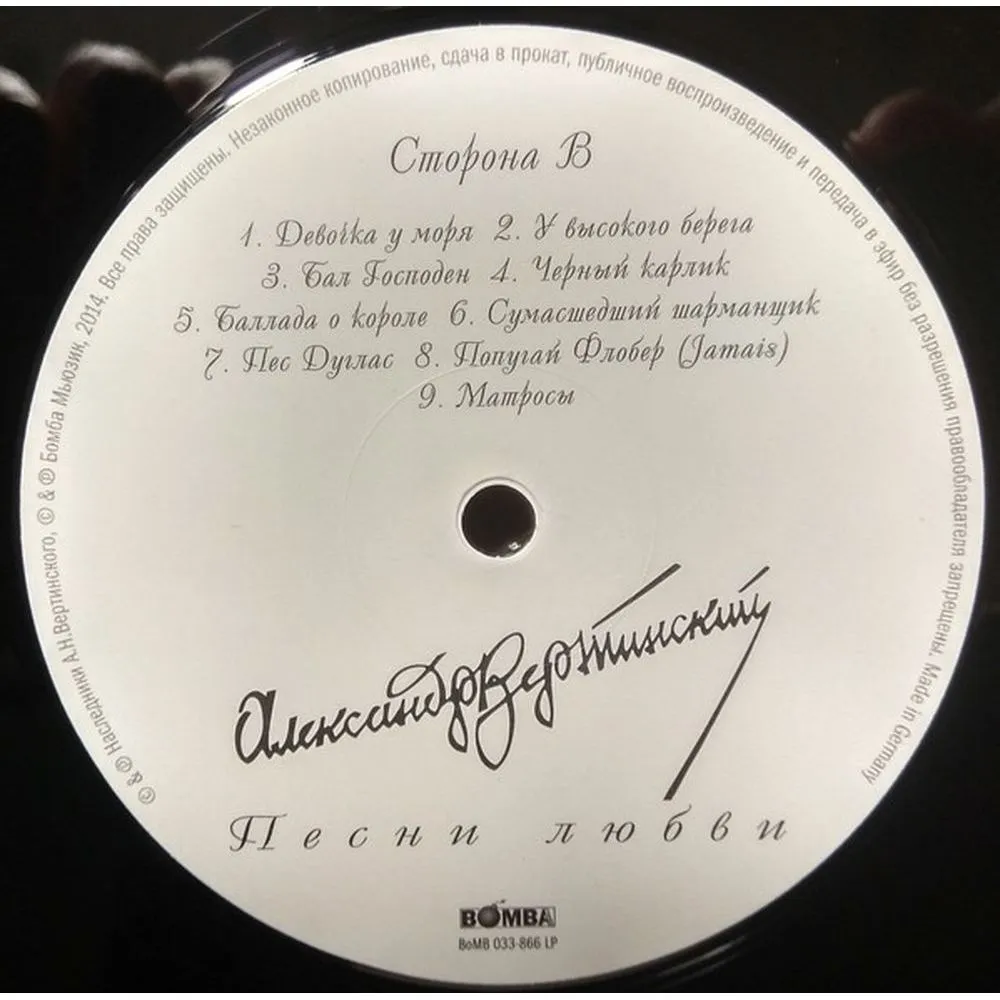 © & ℗ Наследники А.Н.Вертинского, © & ℗ Бомба Мьюзик, 2014. Все права защищены. Незаконное копирование, сдача в прокат, публичное воспроизведение и передача в эфир без разрешения правообладателя запрещены. Made in Germany
Сторона В
1. Девочка у моря 2. У высокого берега
3. Бал Господен 4. Черный карлик
5. Баллада о короле 6. Сумасшедший шарманщик
7. Пес Дуглас 8. Попугай Флобер (Jamais)
9. Матросы
Александр Вертинский
Песни любви
BOMBA
BoMB 033-866 LP